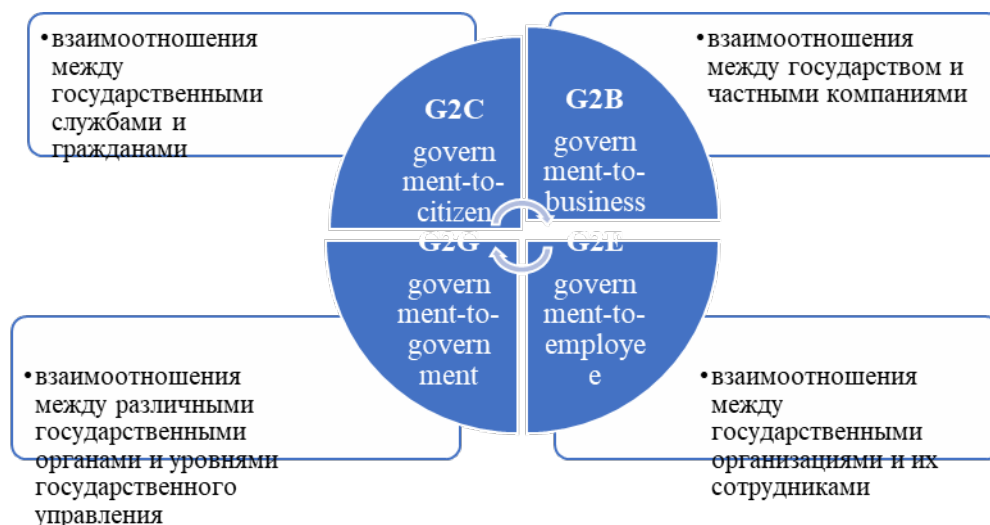 •взаимоотношения
между
государственными
службами и
гражданами
G2C
govern
ment-to-
citizen
G2B
govern
ment-to-
business
•взаимоотношения
между государством и
частными компаниями
•взаимоотношения
между различными
государственными
органами и уровнями
государственного
управления
G2G
govern
ment-to-
govern
ment
G2E
govern
ment-to-
employe
e
•взаимоотношения
между
государственными
организациями и их
сотрудниками